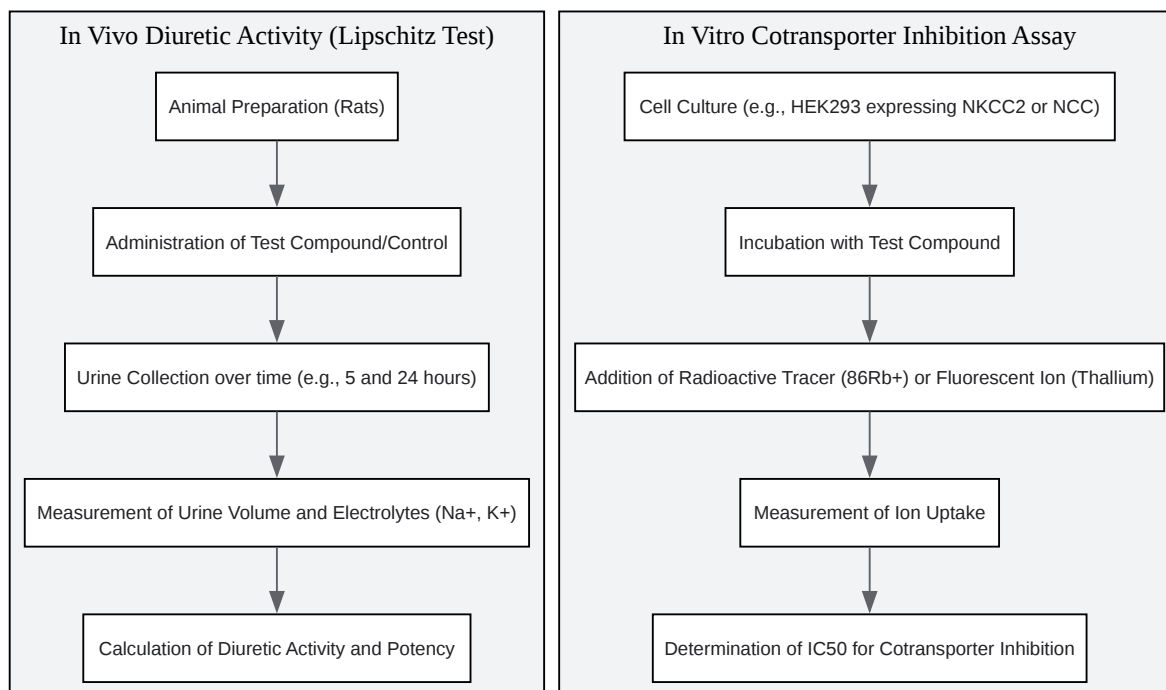 In Vivo Diuretic Activity (Lipschitz Test)
Animal Preparation (Rats)
Administration of Test Compound/Control
Urine Collection over time (e.g., 5 and 24 hours)
Measurement of Urine Volume and Electrolytes (Na+, K+)
Calculation of Diuretic Activity and Potency
In Vitro Cotransporter Inhibition Assay
Cell Culture (e.g., HEK293 expressing NKCC2 or NCC)
Incubation with Test Compound
Addition of Radioactive Tracer (86Rb+) or Fluorescent Ion (Thallium)
Measurement of Ion Uptake
Determination of IC50 for Cotransporter Inhibition